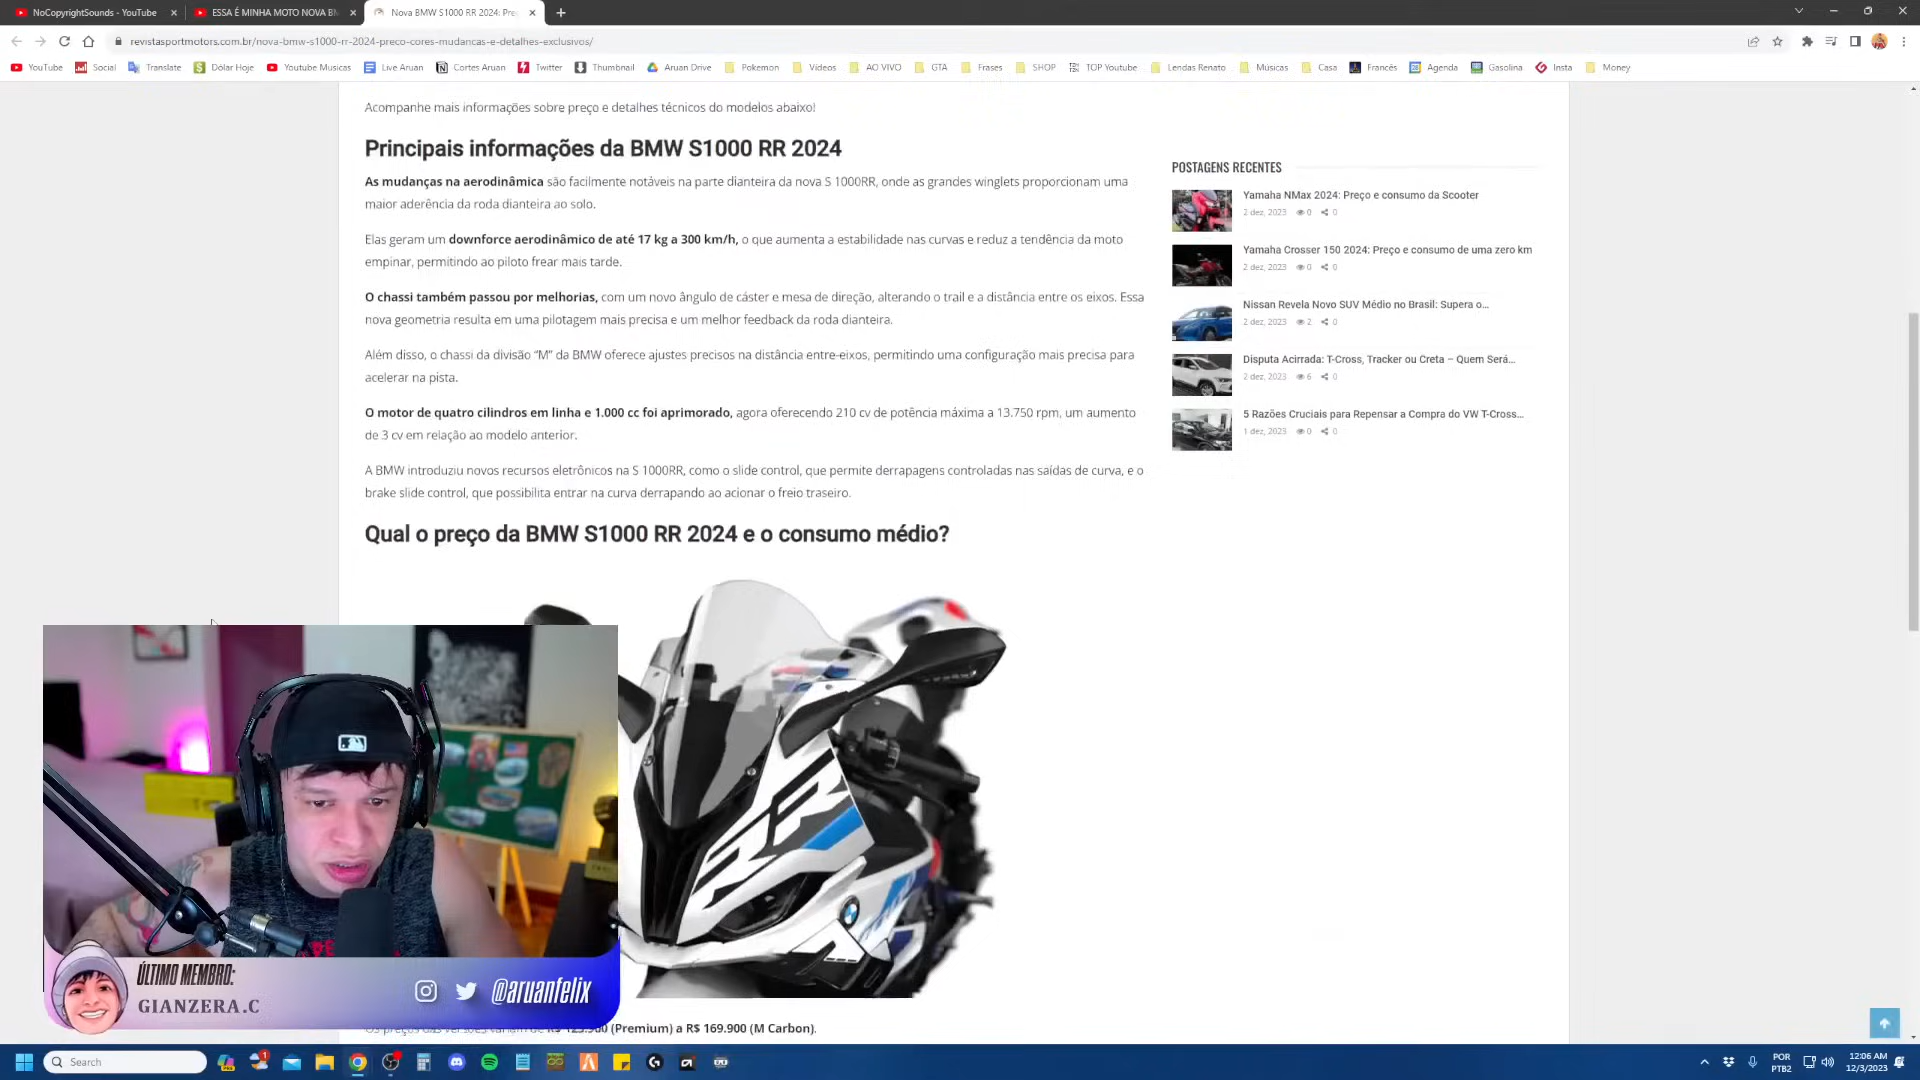 NoCopyrightSounds - YouTube
ESSA É MINHA MOTO NOVA BM
Nova BMW S1000 RR 2024: Pre
revistasportmotors.com.br/nova-bmw-s1000-rr-2024-preco-cores-mudancas-e-detalhes-exclusivos/
YouTube
Social
Translate
Dólar Hoje
Youtube Musicas
Live Aruan
Cortes Aruan
Twitter
Thumbnail
Aruan Drive
Pokemon
Vídeos
AO VIVO
GTA
Frases
SHOP
TOP Youtube
Lendas Renato
Músicas
Casa
Francês
Agenda
Gasolina
Insta
Money
Acompanhe mais informações sobre preço e detalhes técnicos do modelos abaixo!
Principais informações da BMW S1000 RR 2024
As mudanças na aerodinâmica são facilmente notáveis na parte dianteira da nova S 1000RR, onde as grandes winglets proporcionam uma
maior aderência da roda dianteira ao solo.
Elas geram um downforce aerodinâmico de até 17 kg a 300 km/h, o que aumenta a estabilidade nas curvas e reduz a tendência da moto
empinar, permitindo ao piloto frear mais tarde.
O chassi também passou por melhorias, com um novo ângulo de cáster e mesa de direção, alterando o trail e a distância entre os eixos. Essa
nova geometria resulta em uma pilotagem mais precisa e um melhor feedback da roda dianteira.
Além disso, o chassi da divisão “M” da BMW oferece ajustes precisos na distância entre-eixos, permitindo uma configuração mais precisa para
acelerar na pista.
O motor de quatro cilindros em linha e 1.000 cc foi aprimorado, agora oferecendo 210 cv de potência máxima a 13.750 rpm, um aumento
de 3 cv em relação ao modelo anterior.
A BMW introduziu novos recursos eletrônicos na S 1000RR, como o slide control, que permite derrapagens controladas nas saídas de curva, e o
brake slide control, que possibilita entrar na curva derrapando ao acionar o freio traseiro.
Qual o preço da BMW S1000 RR 2024 e o consumo médio?
RR
(Premium) a R$ 169.900 (M Carbon).
POSTAGENS RECENTES
Yamaha NMax 2024: Preço e consumo da Scooter
2 dez, 2023 0 0
Yamaha Crosser 150 2024: Preço e consumo de uma zero km
2 dez, 2023 0 0
Nissan Revela Novo SUV Médio no Brasil: Supera o...
2 dez, 2023 2 0
Disputa Acirrada: T-Cross, Tracker ou Creta – Quem Será...
2 dez, 2023 6 0
5 Razões Cruciais para Repensar a Compra do VW T-Cross...
1 dez, 2023 0 0
ÚLTIMO MEMBRO:
GIANZERA.C
@aruanfelix
Search
POR
PTB2
12:06 AM
12/3/2023